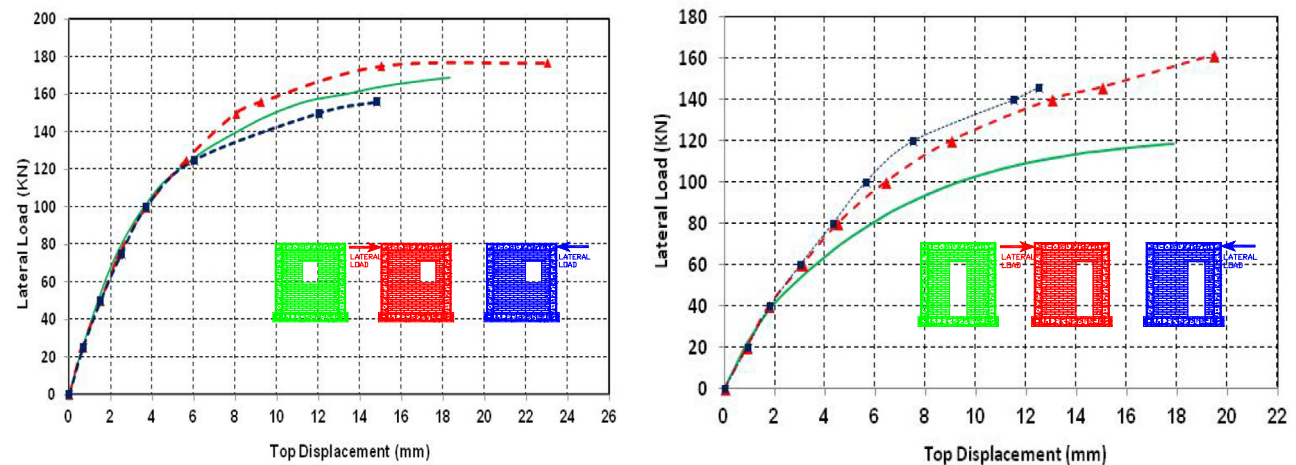 200
180
160
140
120
100
80
60
40
20
0
Lateral Load (KN)
LATERAL
LOAD
LATERAL
LOAD
0 2 4 6 8 10 12 14 16 18 20 22 24 26
Top Displacement (mm)
180
160
140
120
100
80
60
40
20
0
Lateral Load (KN)
LATERAL
LOAD
LATERAL
LOAD
0 2 4 6 8 10 12 14 16 18 20 22
Top Displacement (mm)